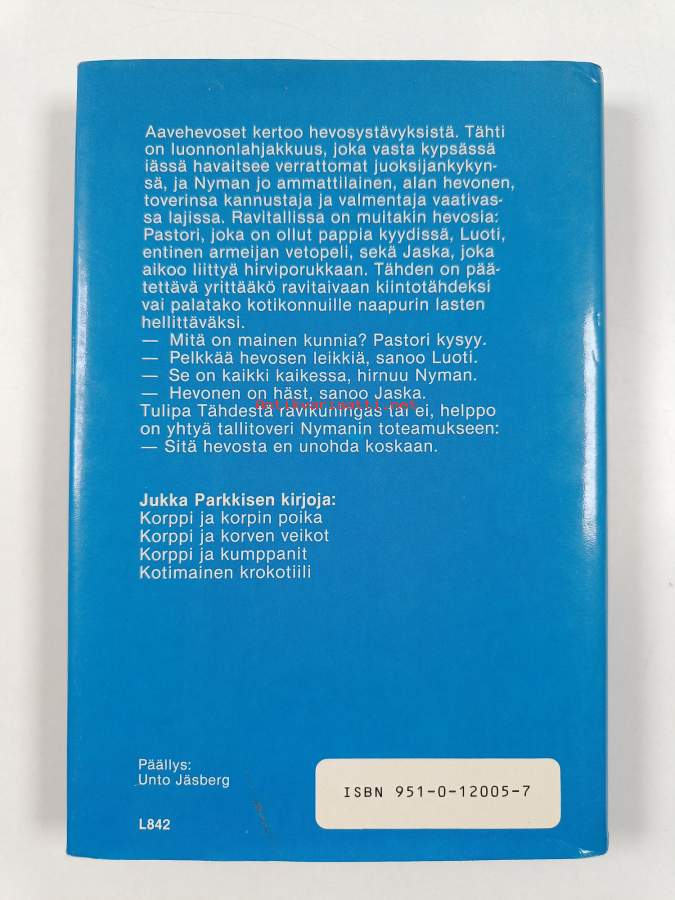 Aavehevoset kertoo hevosystävyksistä. Tähti
on luonnonlahjakkuus, joka vasta kypsässä
iässä havaitsee verrattomat juoksijankykyn-
sä, ja Nyman jo ammattilainen, alan hevonen,
toverinsa kannustaja ja valmentaja vaativas-
sa lajissa. Ravitallissa on muitakin hevosia:
Pastori, joka on ollut pappia kyydissä, Luoti,
entinen armeijan vetopeli, sekä Jaska, joka
aikoo liittyä hirviporukkaan. Tähden on pää-
tettävä yrittääkö ravitaivaan kiintotähdeksi
vai palatako kotikonnuille naapurin lasten
hellittäväksi.
— Mitä on mainen kunnia? Pastori kysyy.
— Pelkkää hevosen leikkiä, sanoo Luoti.
— Se on kaikki kaikessa, hirnuu Nyman.
— Hevonen on häst, sanoo Jaska.
Antikvariaatti.net
Tulipa Tähdestä ravikuningas tai ei, helppo
on yhtyä tallitoveri Nymanin toteamukseen:
— Sitä hevosta en unohda koskaan.
Jukka Parkkisen kirjoja:
Korppi ja korpin poika
Korppi ja korven veikot
Korppi ja kumppanit
Kotimainen krokotiili
Päällys:
Unto Jäsberg
ISBN 951-0-12005-7
L842